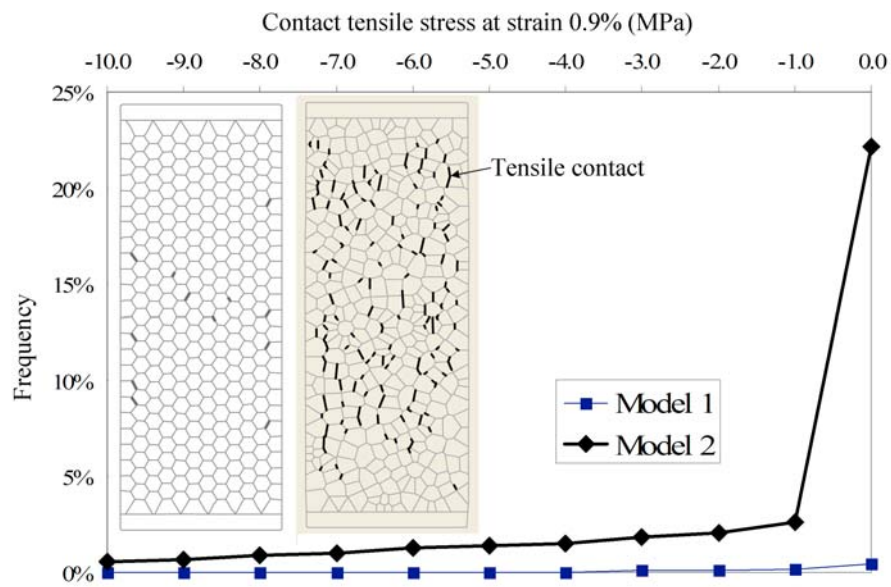 Contact tensile stress at strain 0.9% (MPa)
-10.0 -9.0 -8.0 -7.0 -6.0 -5.0 -4.0 -3.0 -2.0 -1.0 0.0
25%
Tensile contact
20%
15%
Frequency
10%
Model 1
Model 2
5%
0%